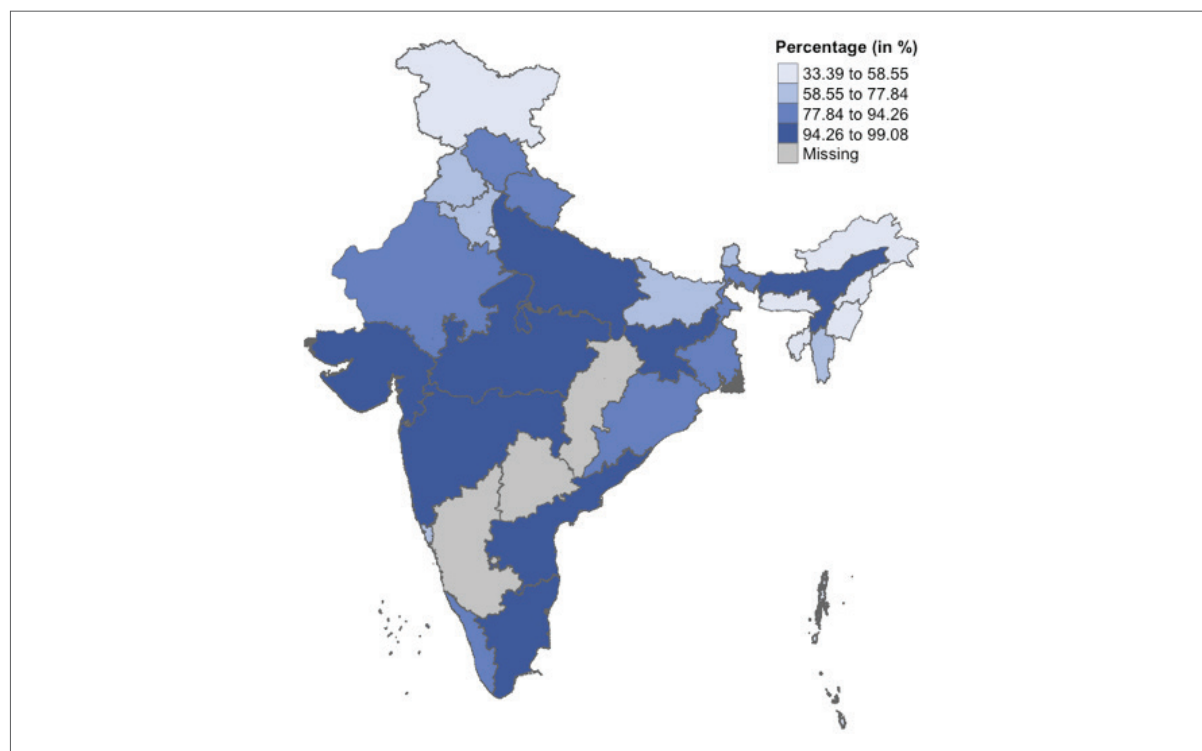 Percentage (in %)
33.39 to 58.55
58.55 to 77.84
77.84 to 94.26
94.26 to 99.08
Missing